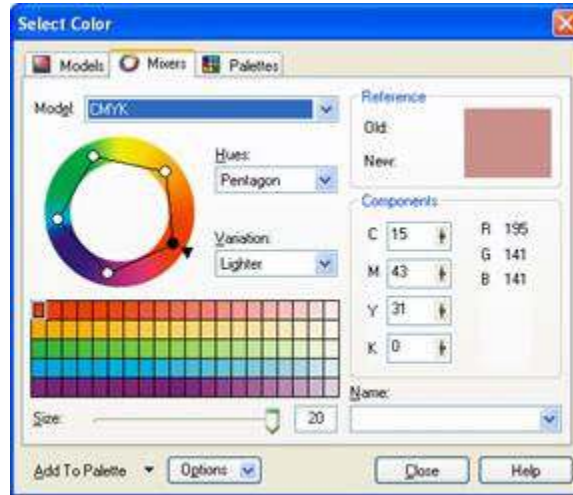 Select Color
Models Mixers Palettes
Model: CMYK
Hues:
Pentagon
Variation:
Lighter
Size: 20
Reference
Old:
New:
Components
C 15 R 195
M 43 G 141
Y 31 B 141
K 0
Name:
Add To Palette Options Close Help